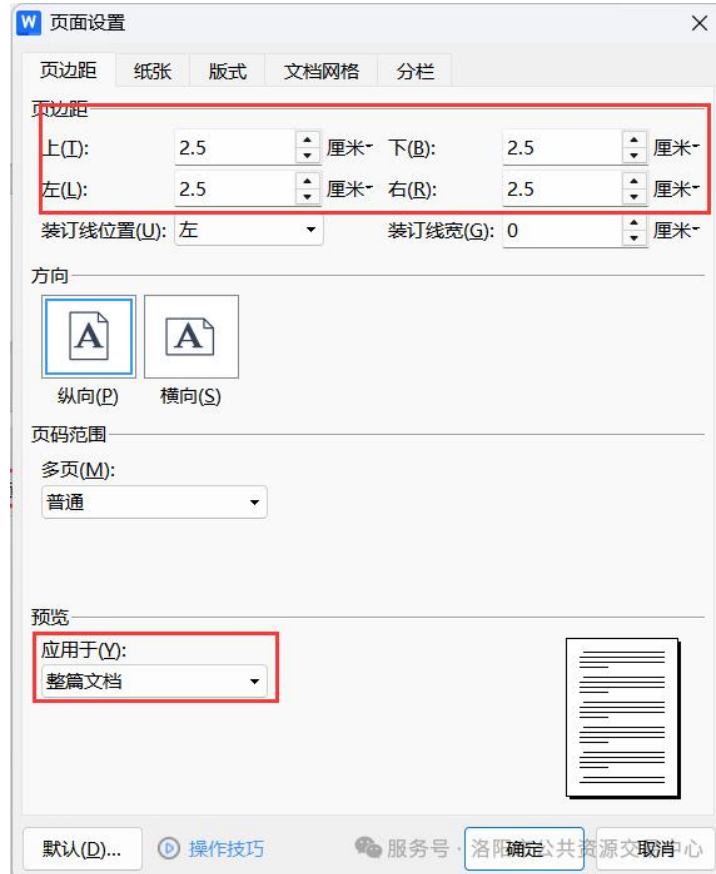 W 页面设置
页边距 纸张 版式 文档网格 分栏
页边距
上(T): 2.5 厘米 下(B): 2.5 厘米
左(L): 2.5 厘米 右(R): 2.5 厘米
装订线位置(U): 左 装订线宽(G): 0 厘米
方向
A A
纵向(P) 横向(S)
页码范围
多页(M):
普通
预览
应用于(Y):
整篇文档
默认(D)... 操作技巧 确定 取消
服务号 · 洛阳市公共资源交易中心